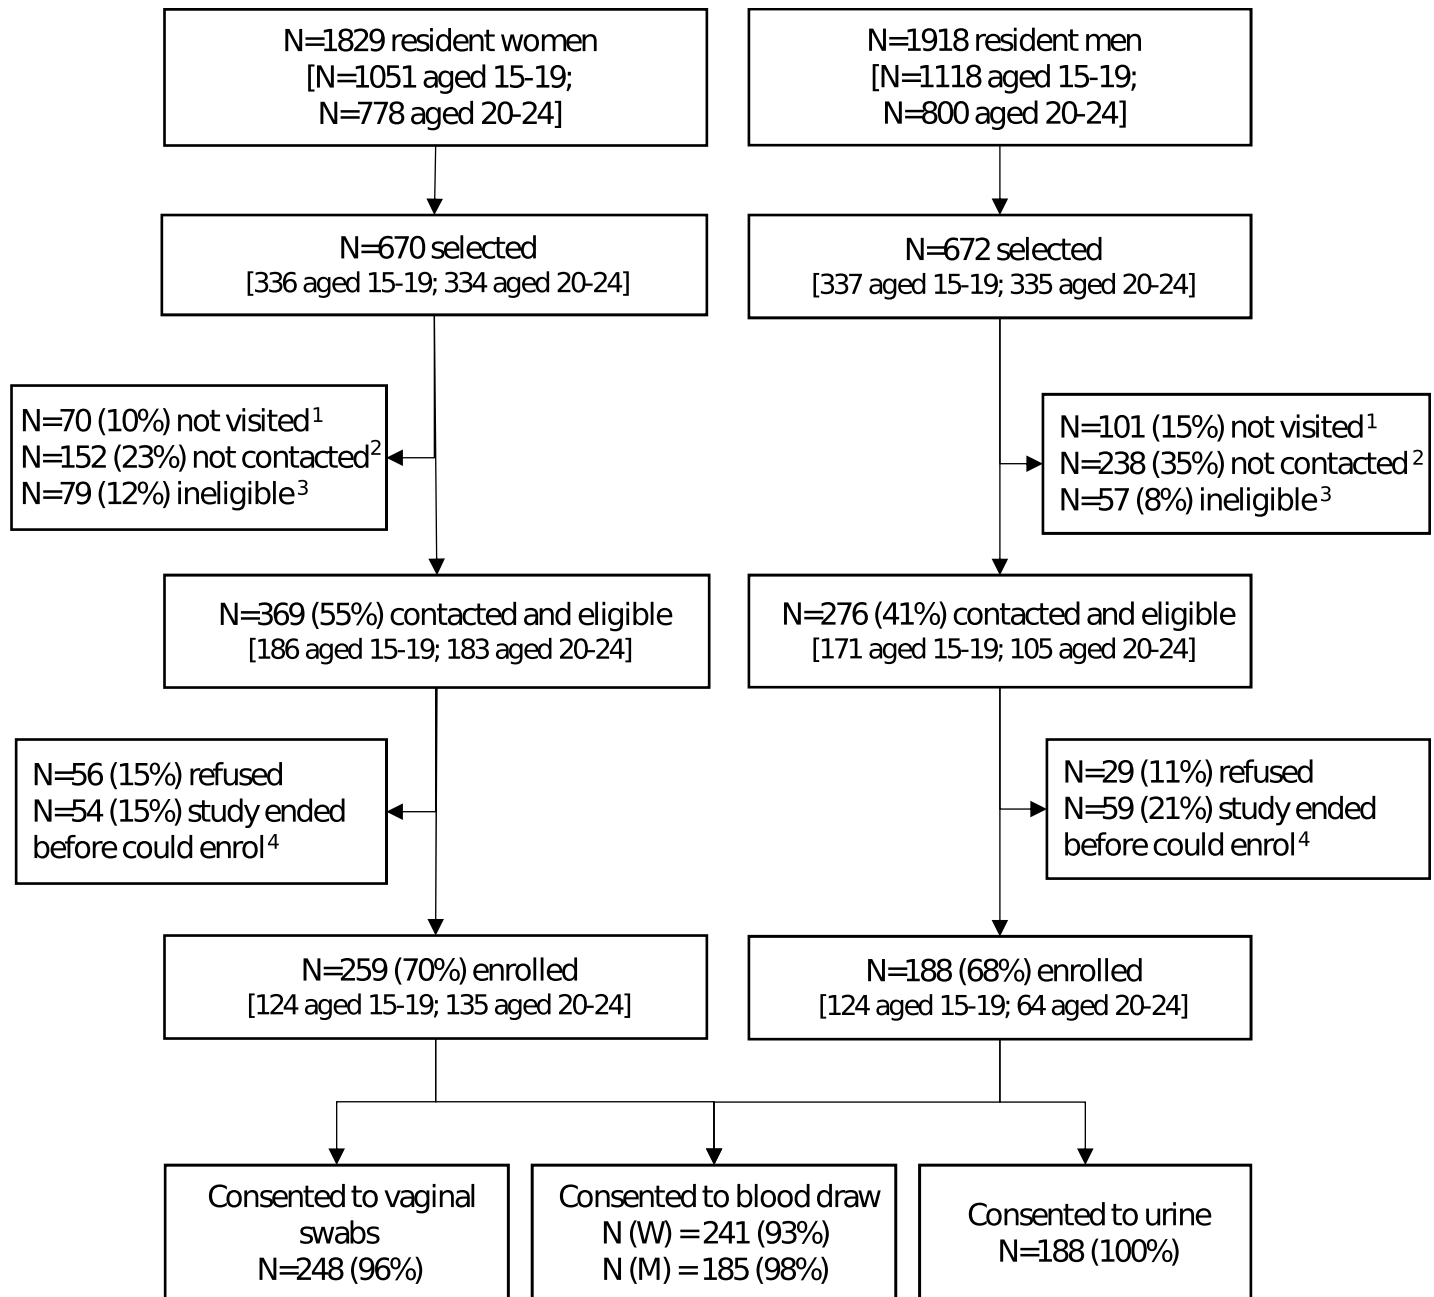 N=1829 resident women
[N=1051 aged 15-19;
N=778 aged 20-24]
N=1918 resident men
[N=1118 aged 15-19;
N=800 aged 20-24]
N=670 selected
[336 aged 15-19; 334 aged 20-24]
N=672 selected
[337 aged 15-19; 335 aged 20-24]
N=70 (10%) not visited¹
N=152 (23%) not contacted²
N=79 (12%) ineligible³
N=101 (15%) not visited¹
N=238 (35%) not contacted²
N=57 (8%) ineligible³
N=369 (55%) contacted and eligible
[186 aged 15-19; 183 aged 20-24]
N=276 (41%) contacted and eligible
[171 aged 15-19; 105 aged 20-24]
N=56 (15%) refused
N=54 (15%) study ended
before could enrol⁴
N=29 (11%) refused
N=59 (21%) study ended
before could enrol⁴
N=259 (70%) enrolled
[124 aged 15-19; 135 aged 20-24]
N=188 (68%) enrolled
[124 aged 15-19; 64 aged 20-24]
Consented to vaginal
swabs
N=248 (96%)
Consented to blood draw
N (W) = 241 (93%)
N (M) = 185 (98%)
Consented to urine
N=188 (100%)